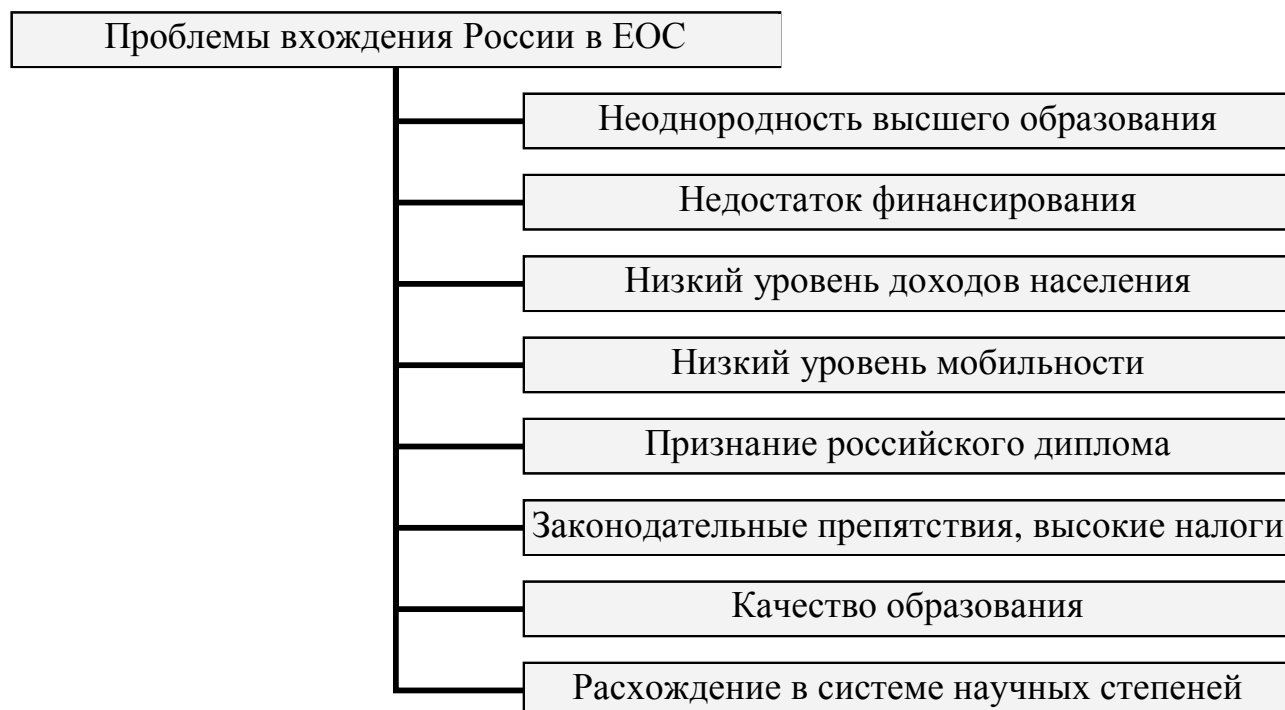 Проблемы вхождения России в ЕОС
Неоднородность высшего образования
Недостаток финансирования
Низкий уровень доходов населения
Низкий уровень мобильности
Признание российского диплома
Законодательные препятствия, высокие налоги
Качество образования
Расхождение в системе научных степеней